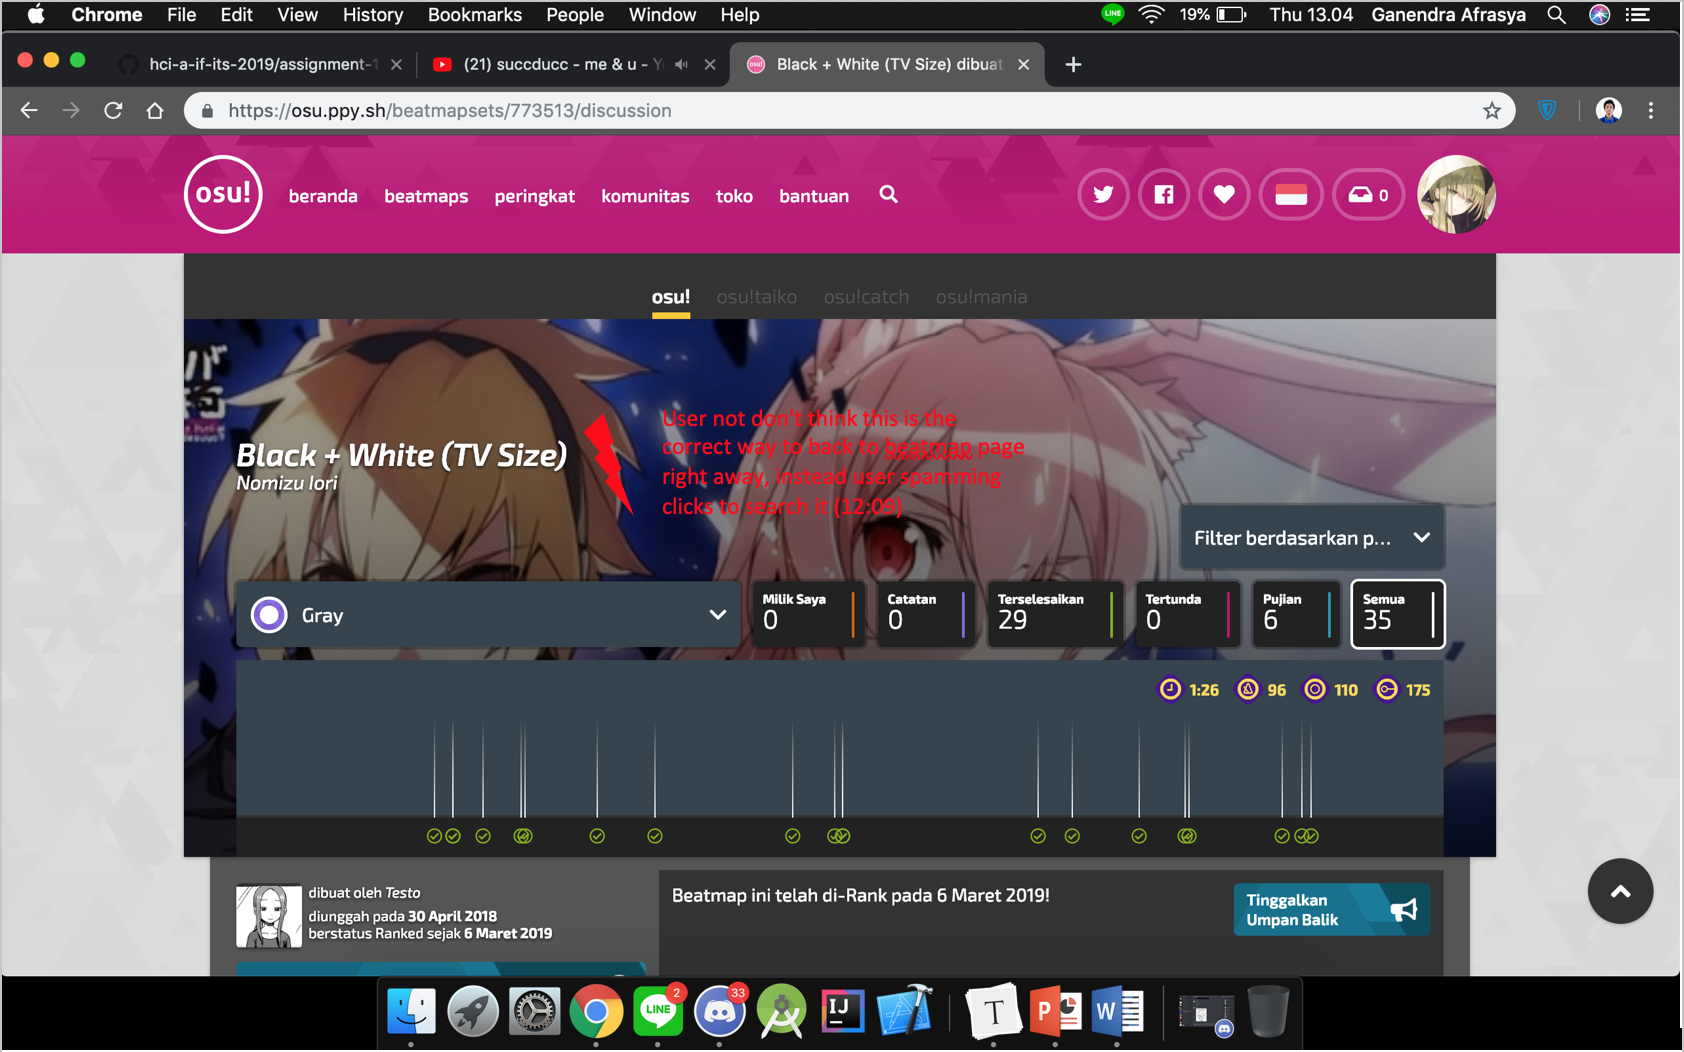 Chrome File Edit View History Bookmarks People Window Help
LINE 19% Thu 13.04 Ganendra Afrasya
hci-a-if-its-2019/assignment-1
(21) succducc - me & u - Y
osu! Black + White (TV Size) dibuat
https://osu.ppy.sh/beatmapsets/773513/discussion
osu! beranda beatmaps peringkat komunitas toko bantuan
0
osu! osu!taiko osu!catch osu!mania
User not don't think this is the
correct way to back to beatmap page
right away, instead user spamming
clicks to search it (12:09)
Black + White (TV Size)
Nomizu Iori
Filter berdasarkan p...
Gray
Milik Saya
0
Catatan
0
Terselesaikan
29
Tertunda
0
Pujian
6
Semua
35
1:26 96 110 175
dibuat oleh Testo
diunggah pada 30 April 2018
berstatus Ranked sejak 6 Maret 2019
Beatmap ini telah di-Rank pada 6 Maret 2019!
Tinggalkan
Umpan Balik
LINE 2
33
IJ
T
P
W